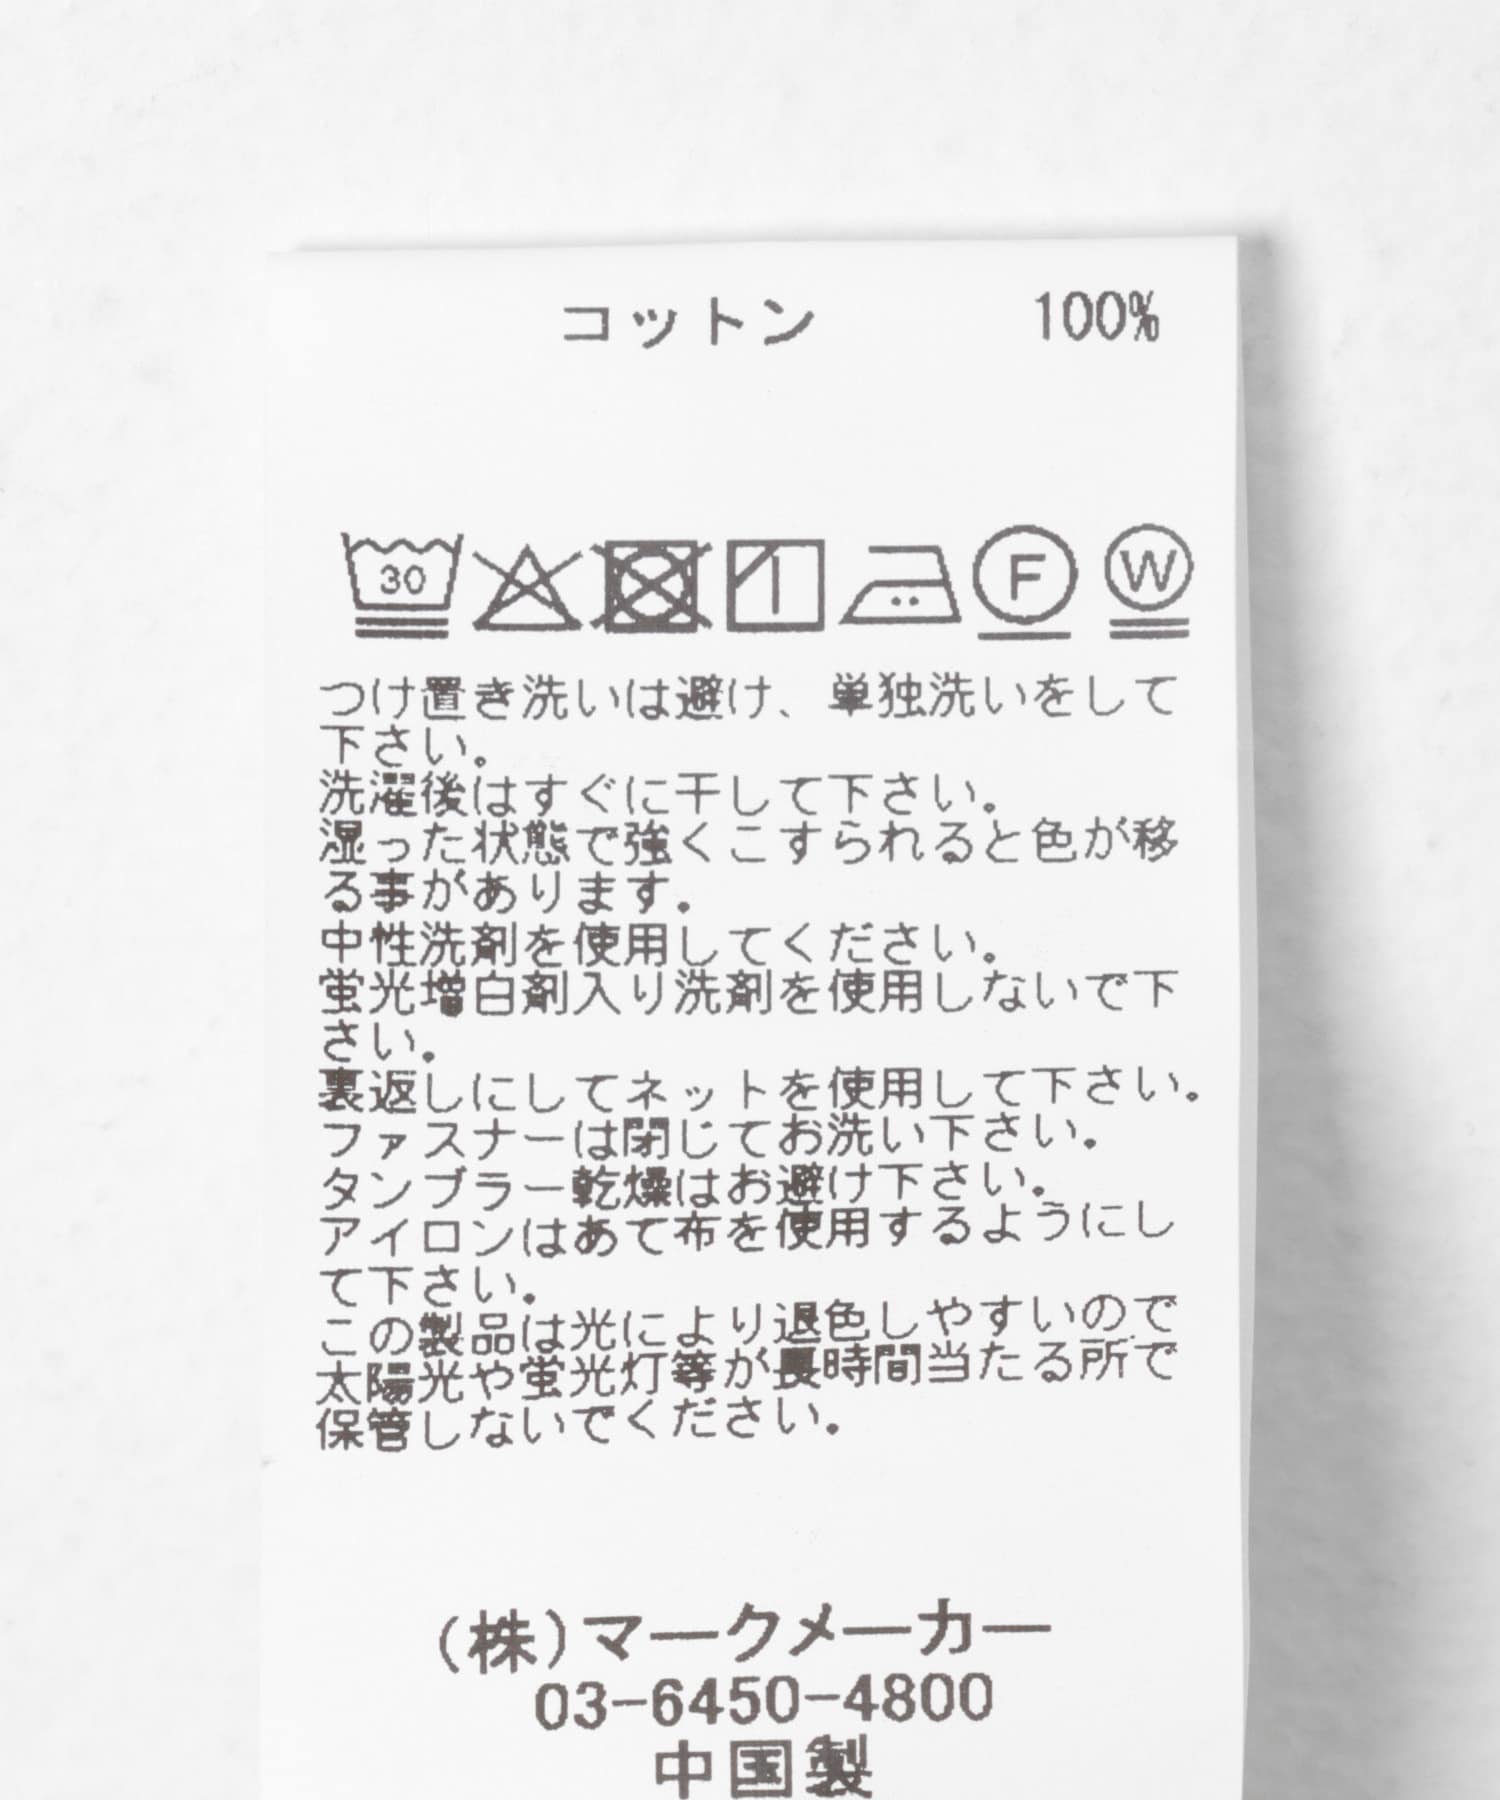 コットン 100%
30 F W
つけ置き洗いは避け、単独洗いをして
下さい。
洗濯後はすぐに干して下さい。
湿った状態で強くこすられると色が移
る事があります。
中性洗剤を使用してください。
蛍光増白剤入り洗剤を使用しないで下
さい。
裏返しにしてネットを使用して下さい。
ファスナーは閉じてお洗い下さい。
タンブラー乾燥はお避け下さい。
アイロンはあて布を使用するようにし
て下さい。
この製品は光により退色しやすいので
太陽光や蛍光灯等が長時間当たる所で
保管しないでください。
(株)マークメーカー
03-6450-4800
中国製